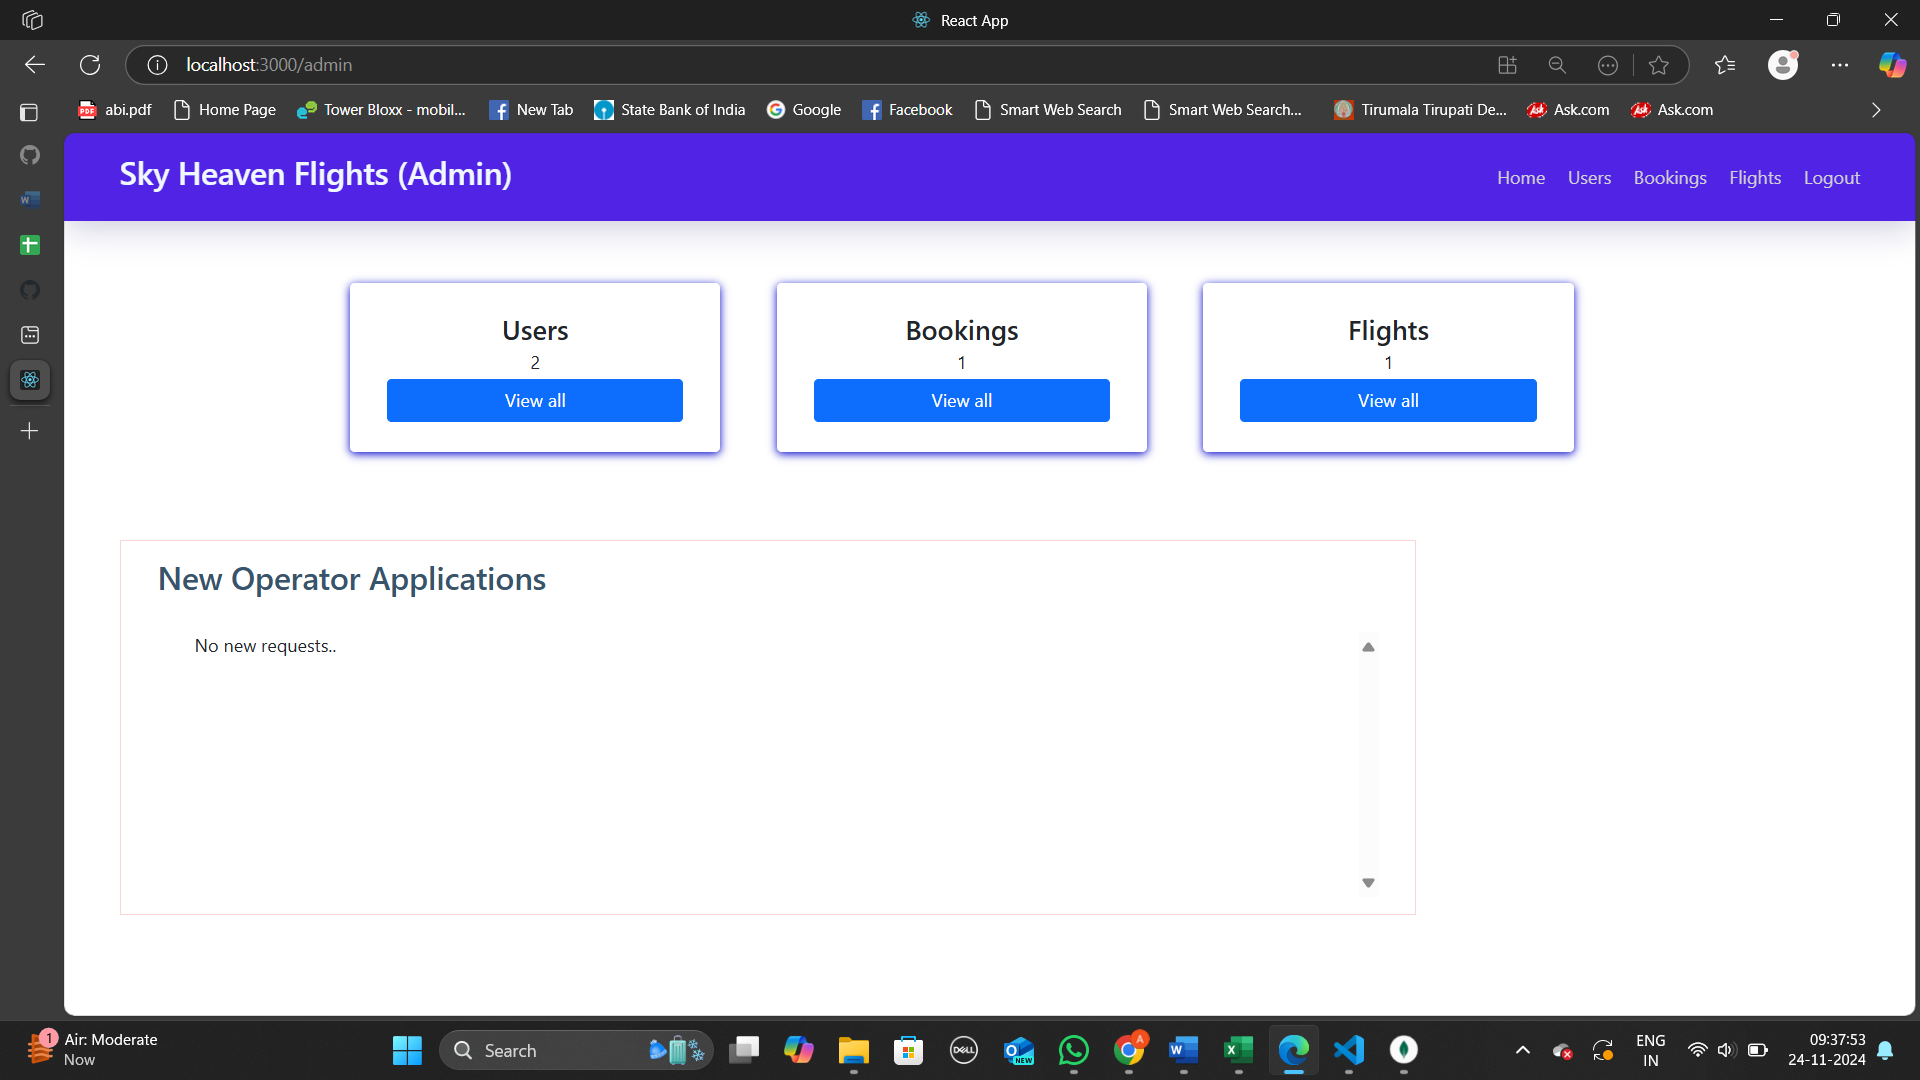 React App
localhost:3000/admin
abi.pdf Home Page Tower Bloxx - mobil... New Tab State Bank of India Google Facebook Smart Web Search Smart Web Search... Tirumala Tirupati De... Ask.com Ask.com
Sky Heaven Flights (Admin)
Home Users Bookings Flights Logout
Users
2
View all
Bookings
1
View all
Flights
1
View all
New Operator Applications
No new requests..
1
Air: Moderate
Now
Search
DELL
NEW
A
ENG
IN
09:37:53
24-11-2024